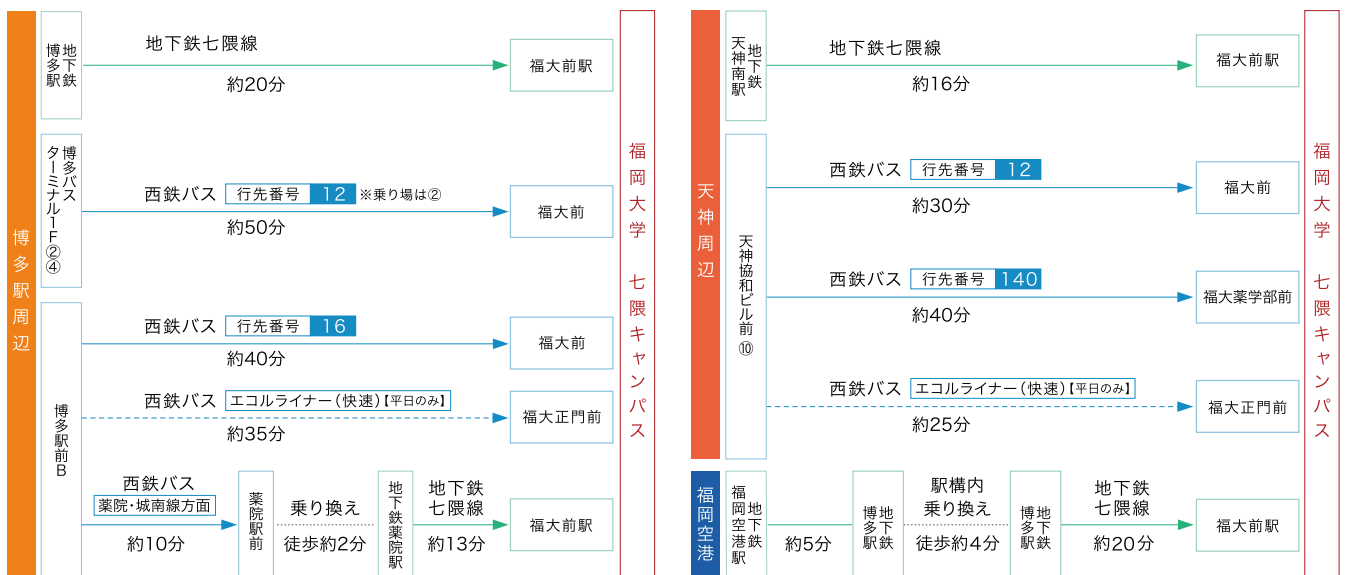 博多駅周辺
地下鉄
博多駅
地下鉄七隈線
約20分
福大前駅
博多バス
ターミナル1F②④
西鉄バス 行先番号 12 ※乗り場は②
約50分
福大前
博多駅前B
西鉄バス 行先番号 16
約40分
福大前
西鉄バス エコルライナー(快速)【平日のみ】
約35分
福大正門前
西鉄バス
薬院・城南線方面
約10分
薬院駅前
乗り換え
徒歩約2分
地下鉄薬院駅
地下鉄
七隈線
約13分
福大前駅
福岡大学 七隈キャンパス
天神周辺
地下鉄
天神南駅
地下鉄七隈線
約16分
福大前駅
天神協和ビル前⑩
西鉄バス 行先番号 12
約30分
福大前
西鉄バス 行先番号 140
約40分
福大薬学部前
西鉄バス エコルライナー(快速)【平日のみ】
約25分
福大正門前
福岡空港
地下鉄
福岡空港駅
約5分
地下鉄
博多駅
駅構内
乗り換え
徒歩約4分
地下鉄
博多駅
地下鉄
七隈線
約20分
福大前駅
福岡大学 七隈キャンパス